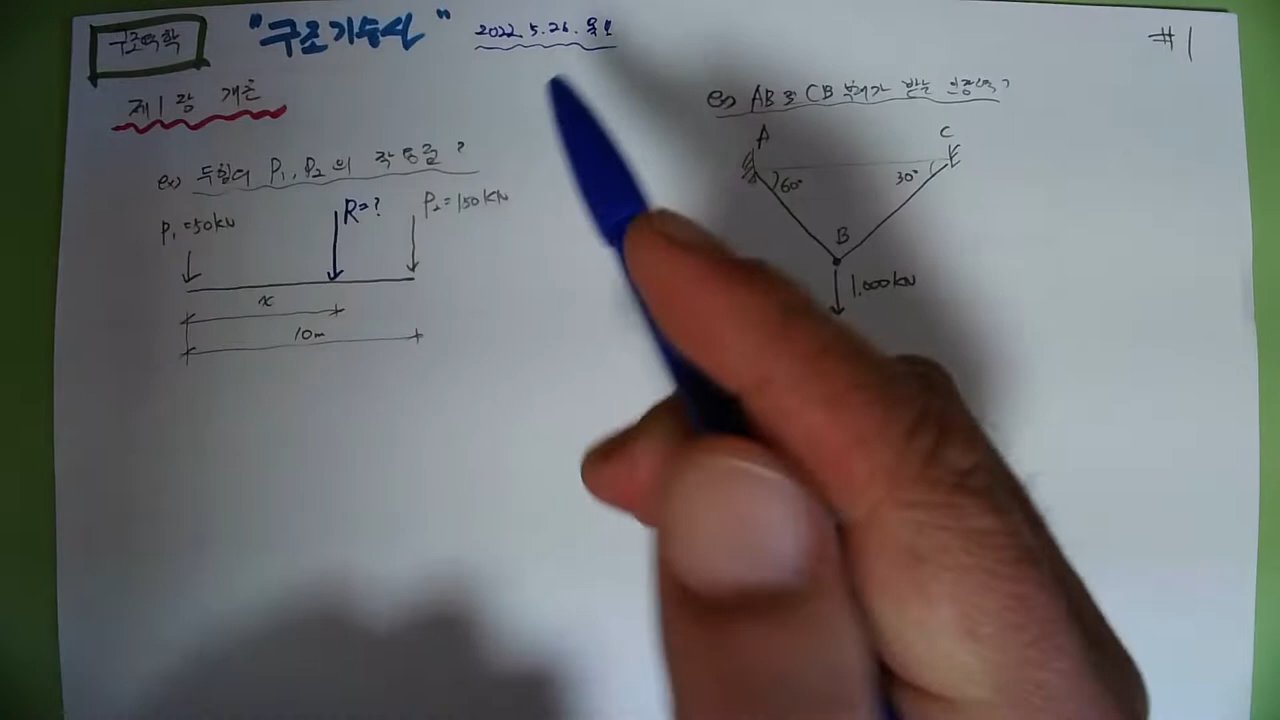 구조역학
"구조기술사"
2022. 5. 26. 목요
#1
제1장 개론
ex) 두힘의 P₁, P₂의 작용점?
P₁=50kN
R=?
P₂=150kN
x
10m
ex) AB와 CB 부재가 받는 인장력?
A
C
60°
30°
B
1.000kN